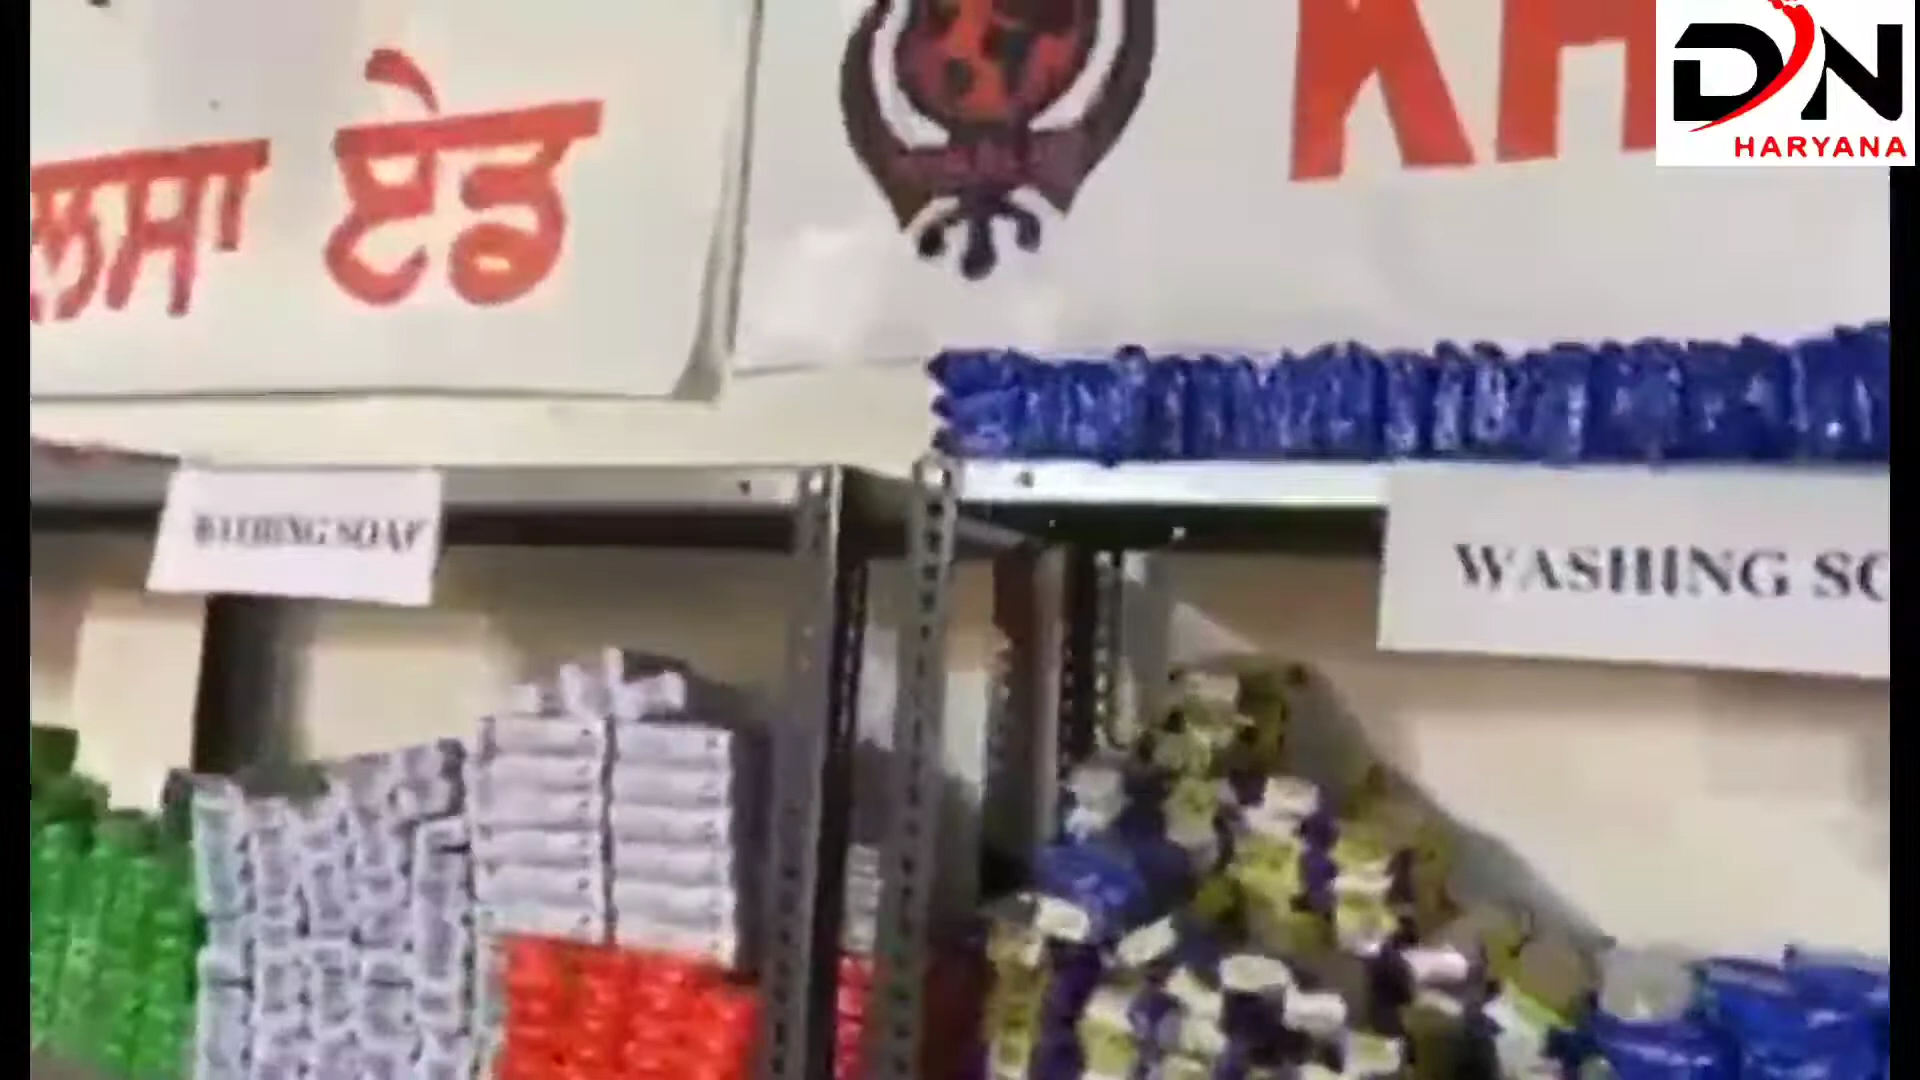 ਲਸਾ ਏਡ
KH
DN
HARYANA
BATHING SOAP
WASHING SO